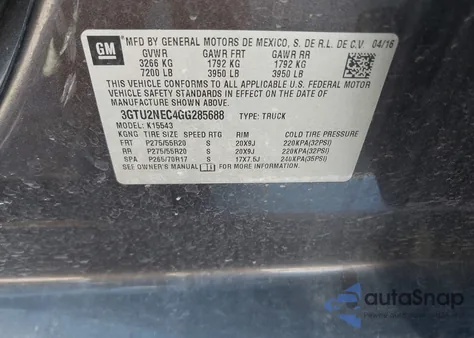 GM
MFD BY GENERAL MOTORS DE MEXICO, S. DE R.L. DE C.V. 04/16
GVWR GAWR FRT GAWR RR
3266 KG 1792 KG 1792 KG
7200 LB 3950 LB 3950 LB
THIS VEHICLE CONFORMS TO ALL APPLICABLE U.S. FEDERAL MOTOR
VEHICLE SAFETY STANDARDS IN EFFECT ON THE DATE OF
MANUFACTURE SHOWN ABOVE.
3GTU2NEC4GG285688 TYPE: TRUCK
MODEL: K15543
KGNG TIRE SIZE SPEED RTG RIM COLD TIRE PRESSURE
FRT P275/55R20 S 20X9J 220KPA(32PSI)
RR P275/55R20 S 20X9J 220KPA(32PSI)
SPA P265/70R17 S 17X7.5J 240KPA(35PSI)
SEE OWNER'S MANUAL FOR MORE INFORMATION.
autoSnap